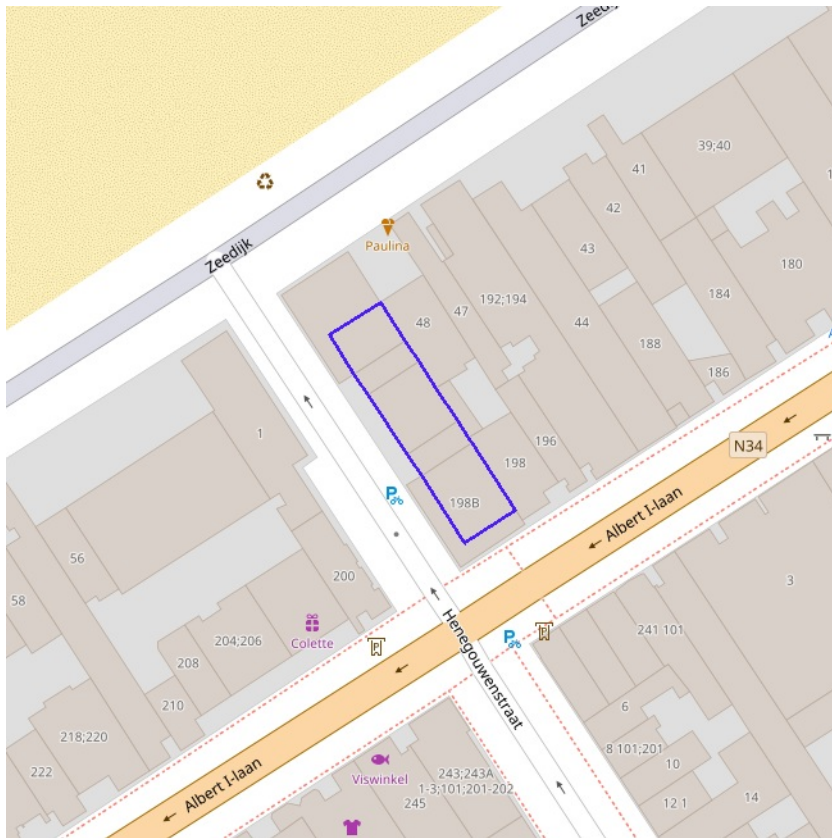 Zeedijk
39;40
41
42
180
Zeedijk
Paulina
43
48
47
192;194
184
44
188
186
1
196
198
N34
198B
Albert I-laan
56
200
58
3
204;206
Colette
241 101
208
Henegouwenstraat
210
6
218;220
8 101;201
222
Albert I-laan
Viswinkel
243;243A
1-3;101;201-202
10
245
12 1
14